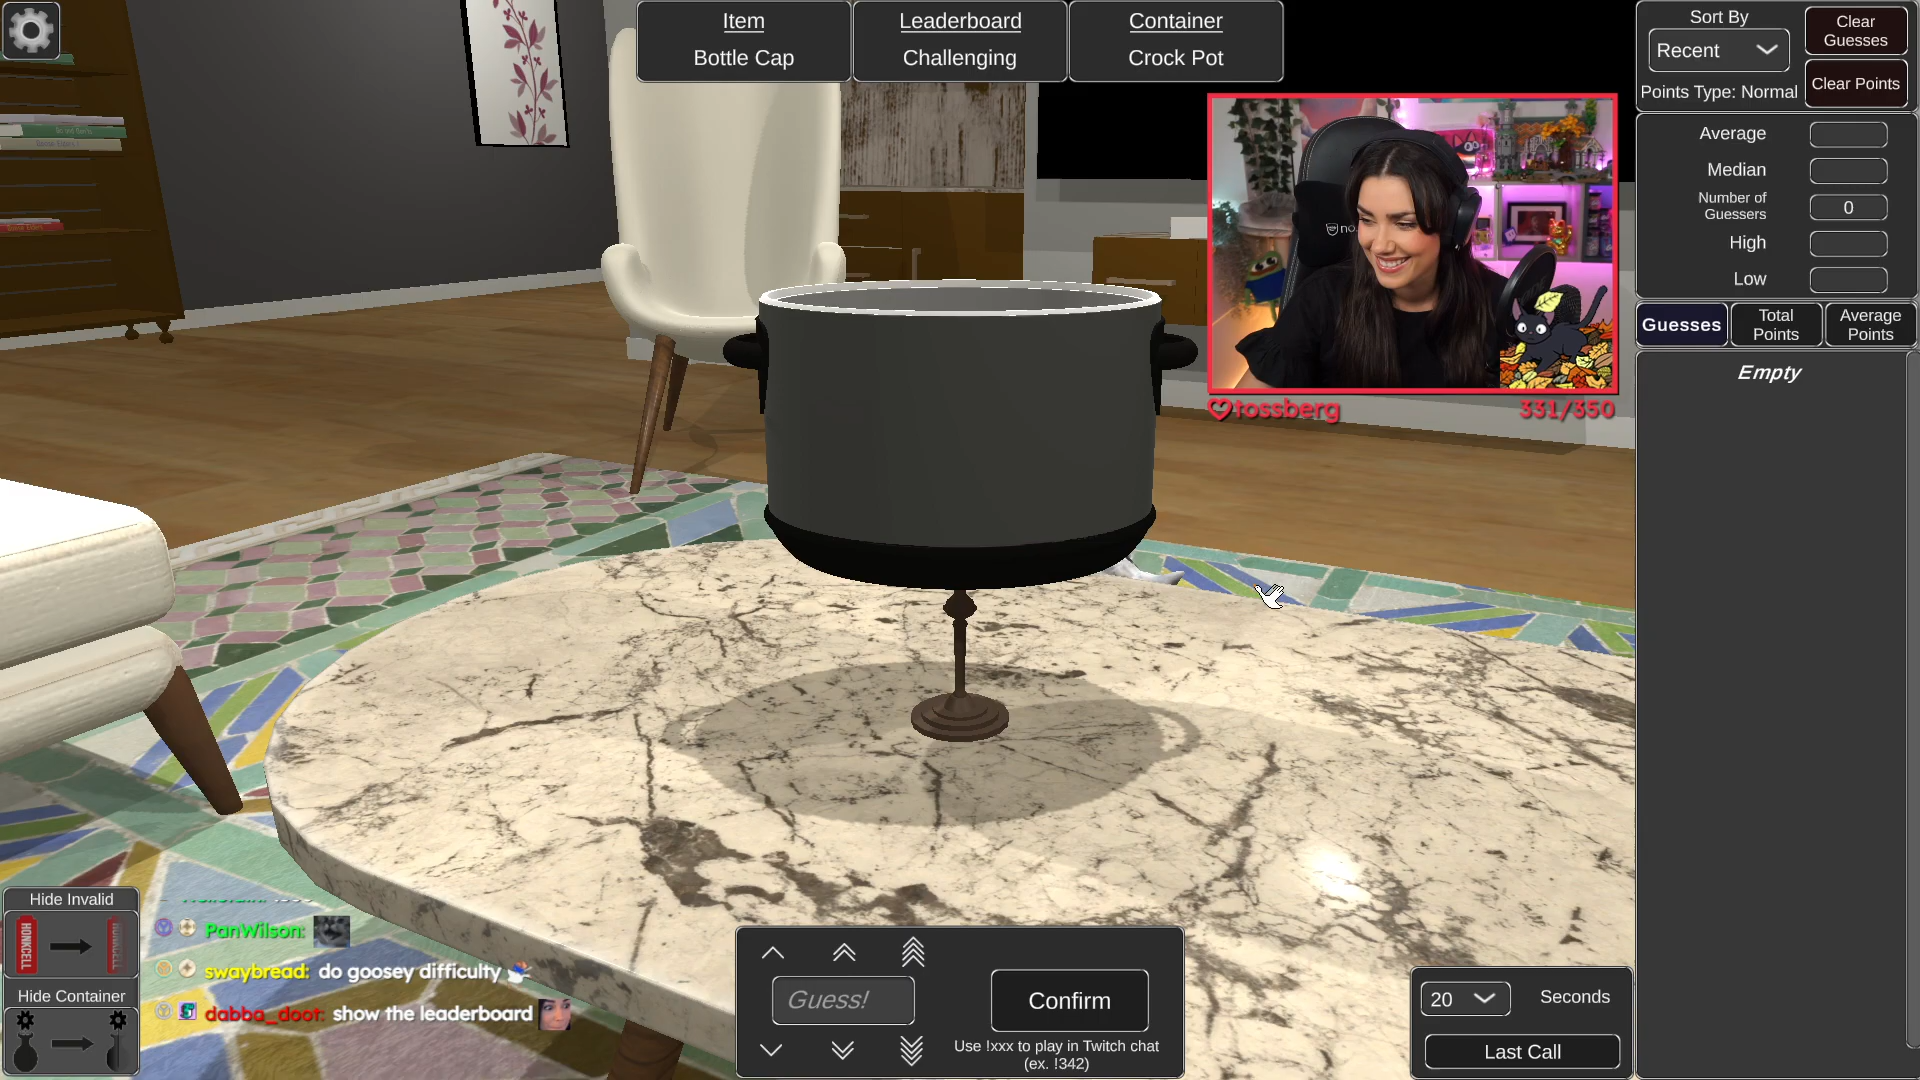 Item
Bottle Cap
Leaderboard
Challenging
Container
Crock Pot
Sort By
Recent
Clear
Guesses
Points Type: Normal
Clear Points
Average
Median
Number of
Guessers
0
High
Low
Guesses
Total
Points
Average
Points
Empty
tossberg
331/350
Hide Invalid
HONKCELL
Hide Container
PanWilson:
swaybread: do goosey difficulty
dabba_doot: show the leaderboard
Guess!
Confirm
Use !xxx to play in Twitch chat
(ex. !342)
20
Seconds
Last Call